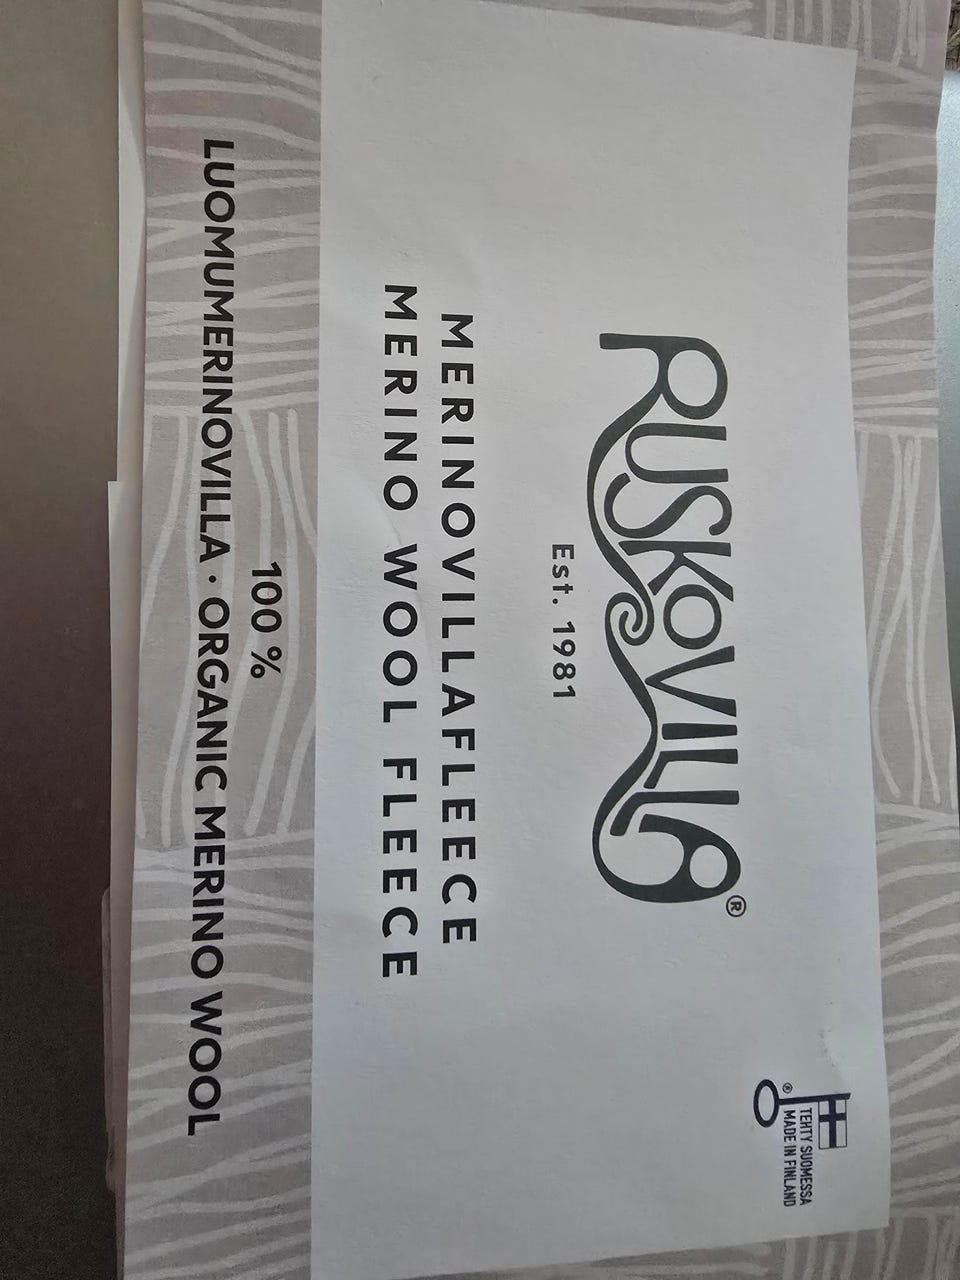 TEHTY SUOMESSA
MADE IN FINLAND
®
RUSKOVILLA®
Est. 1981
MERINOVILLAFLEECE
MERINO WOOL FLEECE
100 %
LUOMUMERINOVILLA · ORGANIC MERINO WOOL